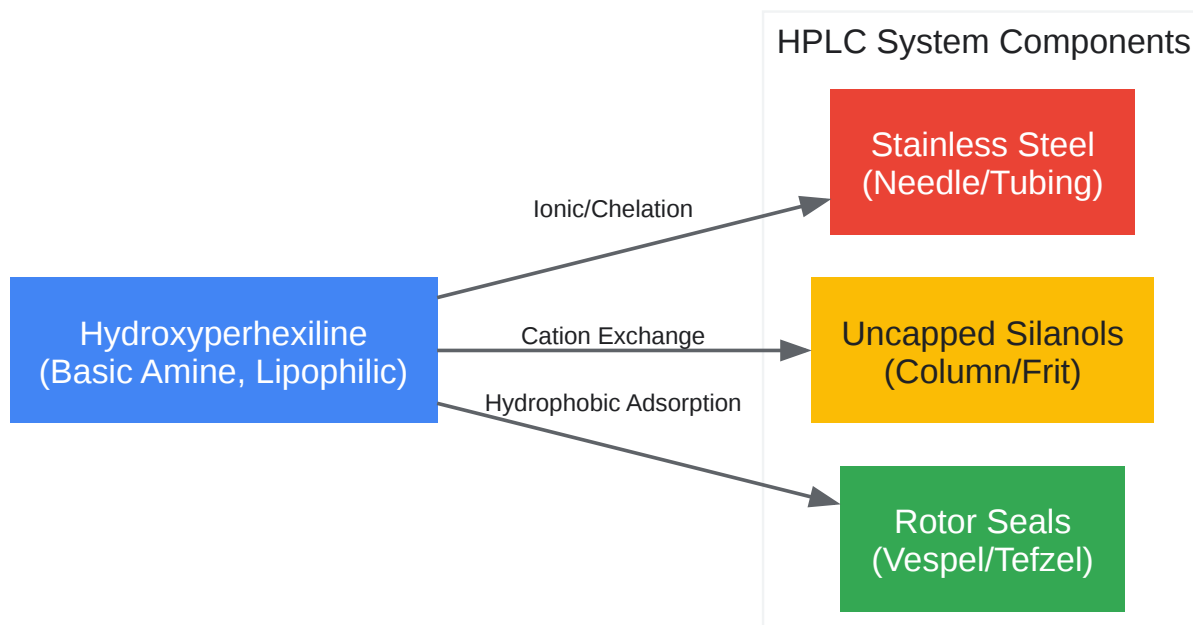 HPLC System Components
Stainless Steel
(Needle/Tubing)
Ionic/Chelation
Hydroxyperhexiline
(Basic Amine, Lipophilic)
Cation Exchange
Uncapped Silanols
(Column/Frit)
Hydrophobic Adsorption
Rotor Seals
(Vespel/Tefzel)